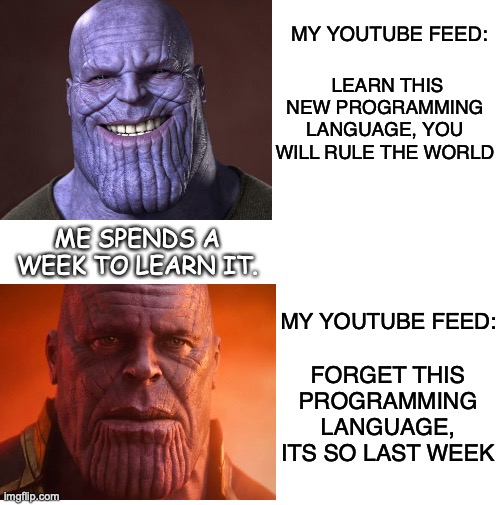 MY YOUTUBE FEED:
LEARN THIS
NEW PROGRAMMING
LANGUAGE, YOU
WILL RULE THE WORLD
ME SPENDS A
WEEK TO LEARN IT.
MY YOUTUBE FEED:
FORGET THIS
PROGRAMMING
LANGUAGE,
ITS SO LAST WEEK
imgflip.com